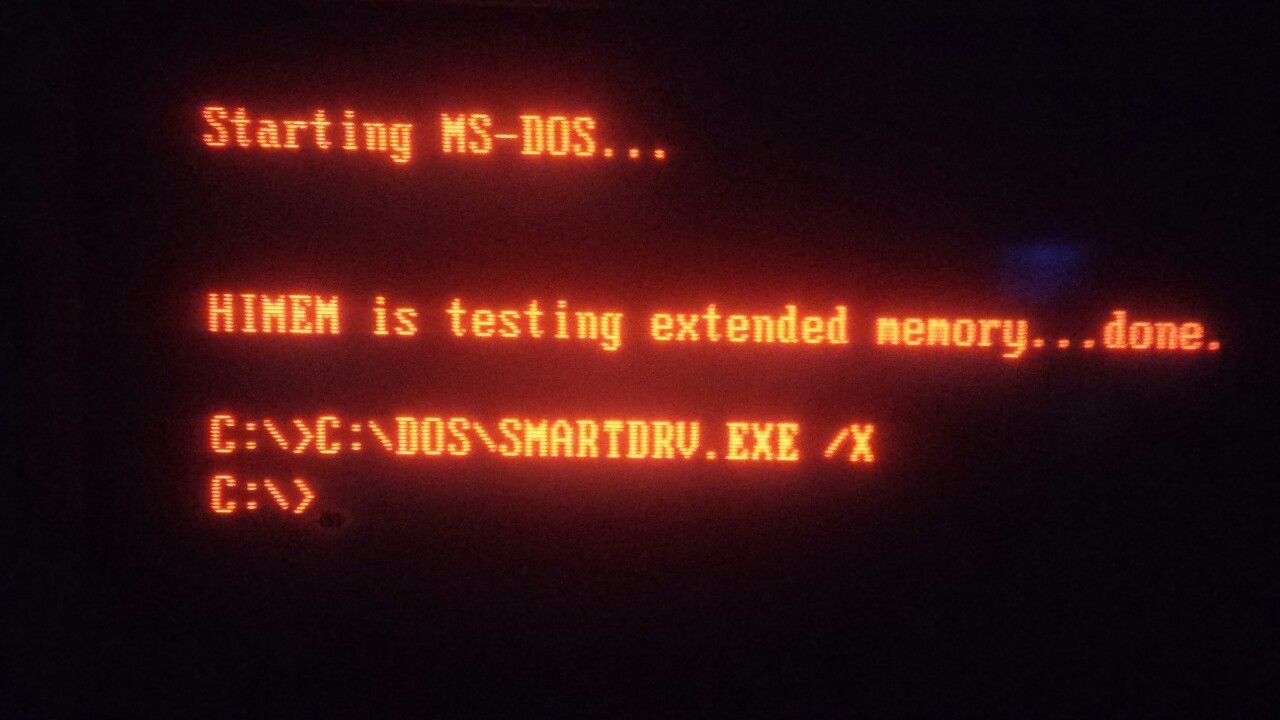 Starting MS-DOS...
HIMEM is testing extended memory...done.
C:\>C:\DOS\SMARTDRV.EXE /X
C:\>